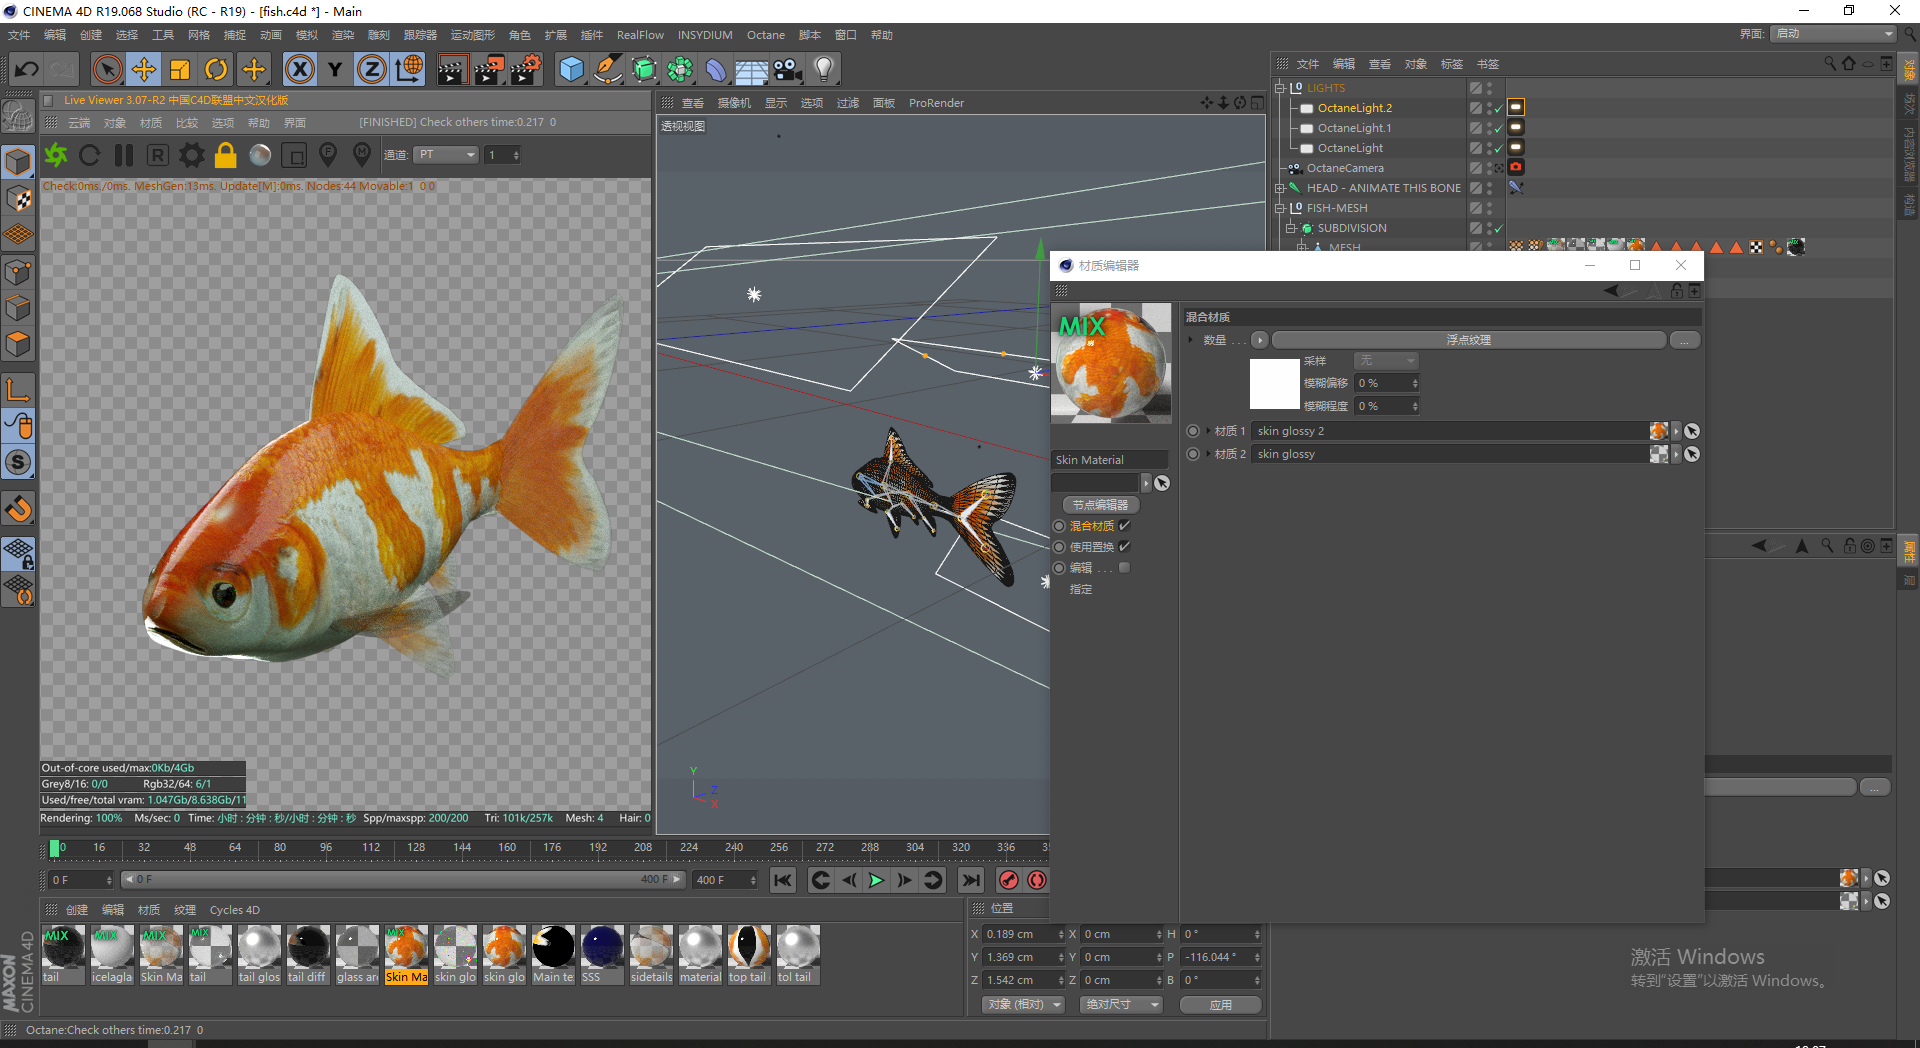 CINEMA 4D R19.068 Studio (RC - R19) - [fish.c4d *] - Main
文件 编辑 创建 选择 工具 网格 捕捉 动画 模拟 渲染 雕刻 跟踪器 运动图形 角色 扩展 插件 RealFlow INSYDIUM Octane 脚本 窗口 帮助
界面: 启动
Live Viewer 3.07-R2 中国C4D联盟中文汉化版
云端 对象 材质 比较 选项 帮助 界面 [FINISHED] Check others time:0.217 0
通道: PT 1
Check:0ms./0ms. MeshGen:13ms. Update[M]:0ms. Nodes:44 Movable:1 0 0
查看 摄像机 显示 选项 过滤 面板 ProRender
透视视图
文件 编辑 查看 对象 标签 书签
LIGHTS
OctaneLight.2
OctaneLight.1
OctaneLight
OctaneCamera
HEAD - ANIMATE THIS BONE
FISH-MESH
SUBDIVISION
MESH
对象
场次
内容浏览器
构造
属性
层
材质编辑器
MIX
混合材质
数量 . . . 浮点纹理 ...
采样 无
模糊偏移 0 %
模糊程度 0 %
材质 1 skin glossy 2
材质 2 skin glossy
Skin Material
节点编辑器
混合材质
使用置换
编辑 . . .
指定
Y
Z
X
Out-of-core used/max:0Kb/4Gb
Grey8/16: 0/0 Rgb32/64: 6/1
Used/free/total vram: 1.047Gb/8.638Gb/11
Rendering: 100% Ms/sec: 0 Time: 小时 : 分钟 : 秒/小时 : 分钟 : 秒 Spp/maxspp: 200/200 Tri: 101k/257k Mesh: 4 Hair: 0
0 16 32 48 64 80 96 112 128 144 160 176 192 208 224 240 256 272 288 304 320 336
0 F 0 F 400 F 400 F
创建 编辑 材质 纹理 Cycles 4D
MIX MIX MIX MIX MIX
tail icelagla Skin Ma tail tail glos tail diff glass are Skin Ma skin glo skin glo Main te SSS sidetails material top tail tol tail
位置
X 0.189 cm X 0 cm H 0 °
Y 1.369 cm Y 0 cm P -116.044 °
Z 1.542 cm Z 0 cm B 0 °
对象 (相对) 绝对尺寸 应用
MAXON CINEMA 4D
激活 Windows
转到"设置"以激活 Windows。
Octane:Check others time:0.217 0